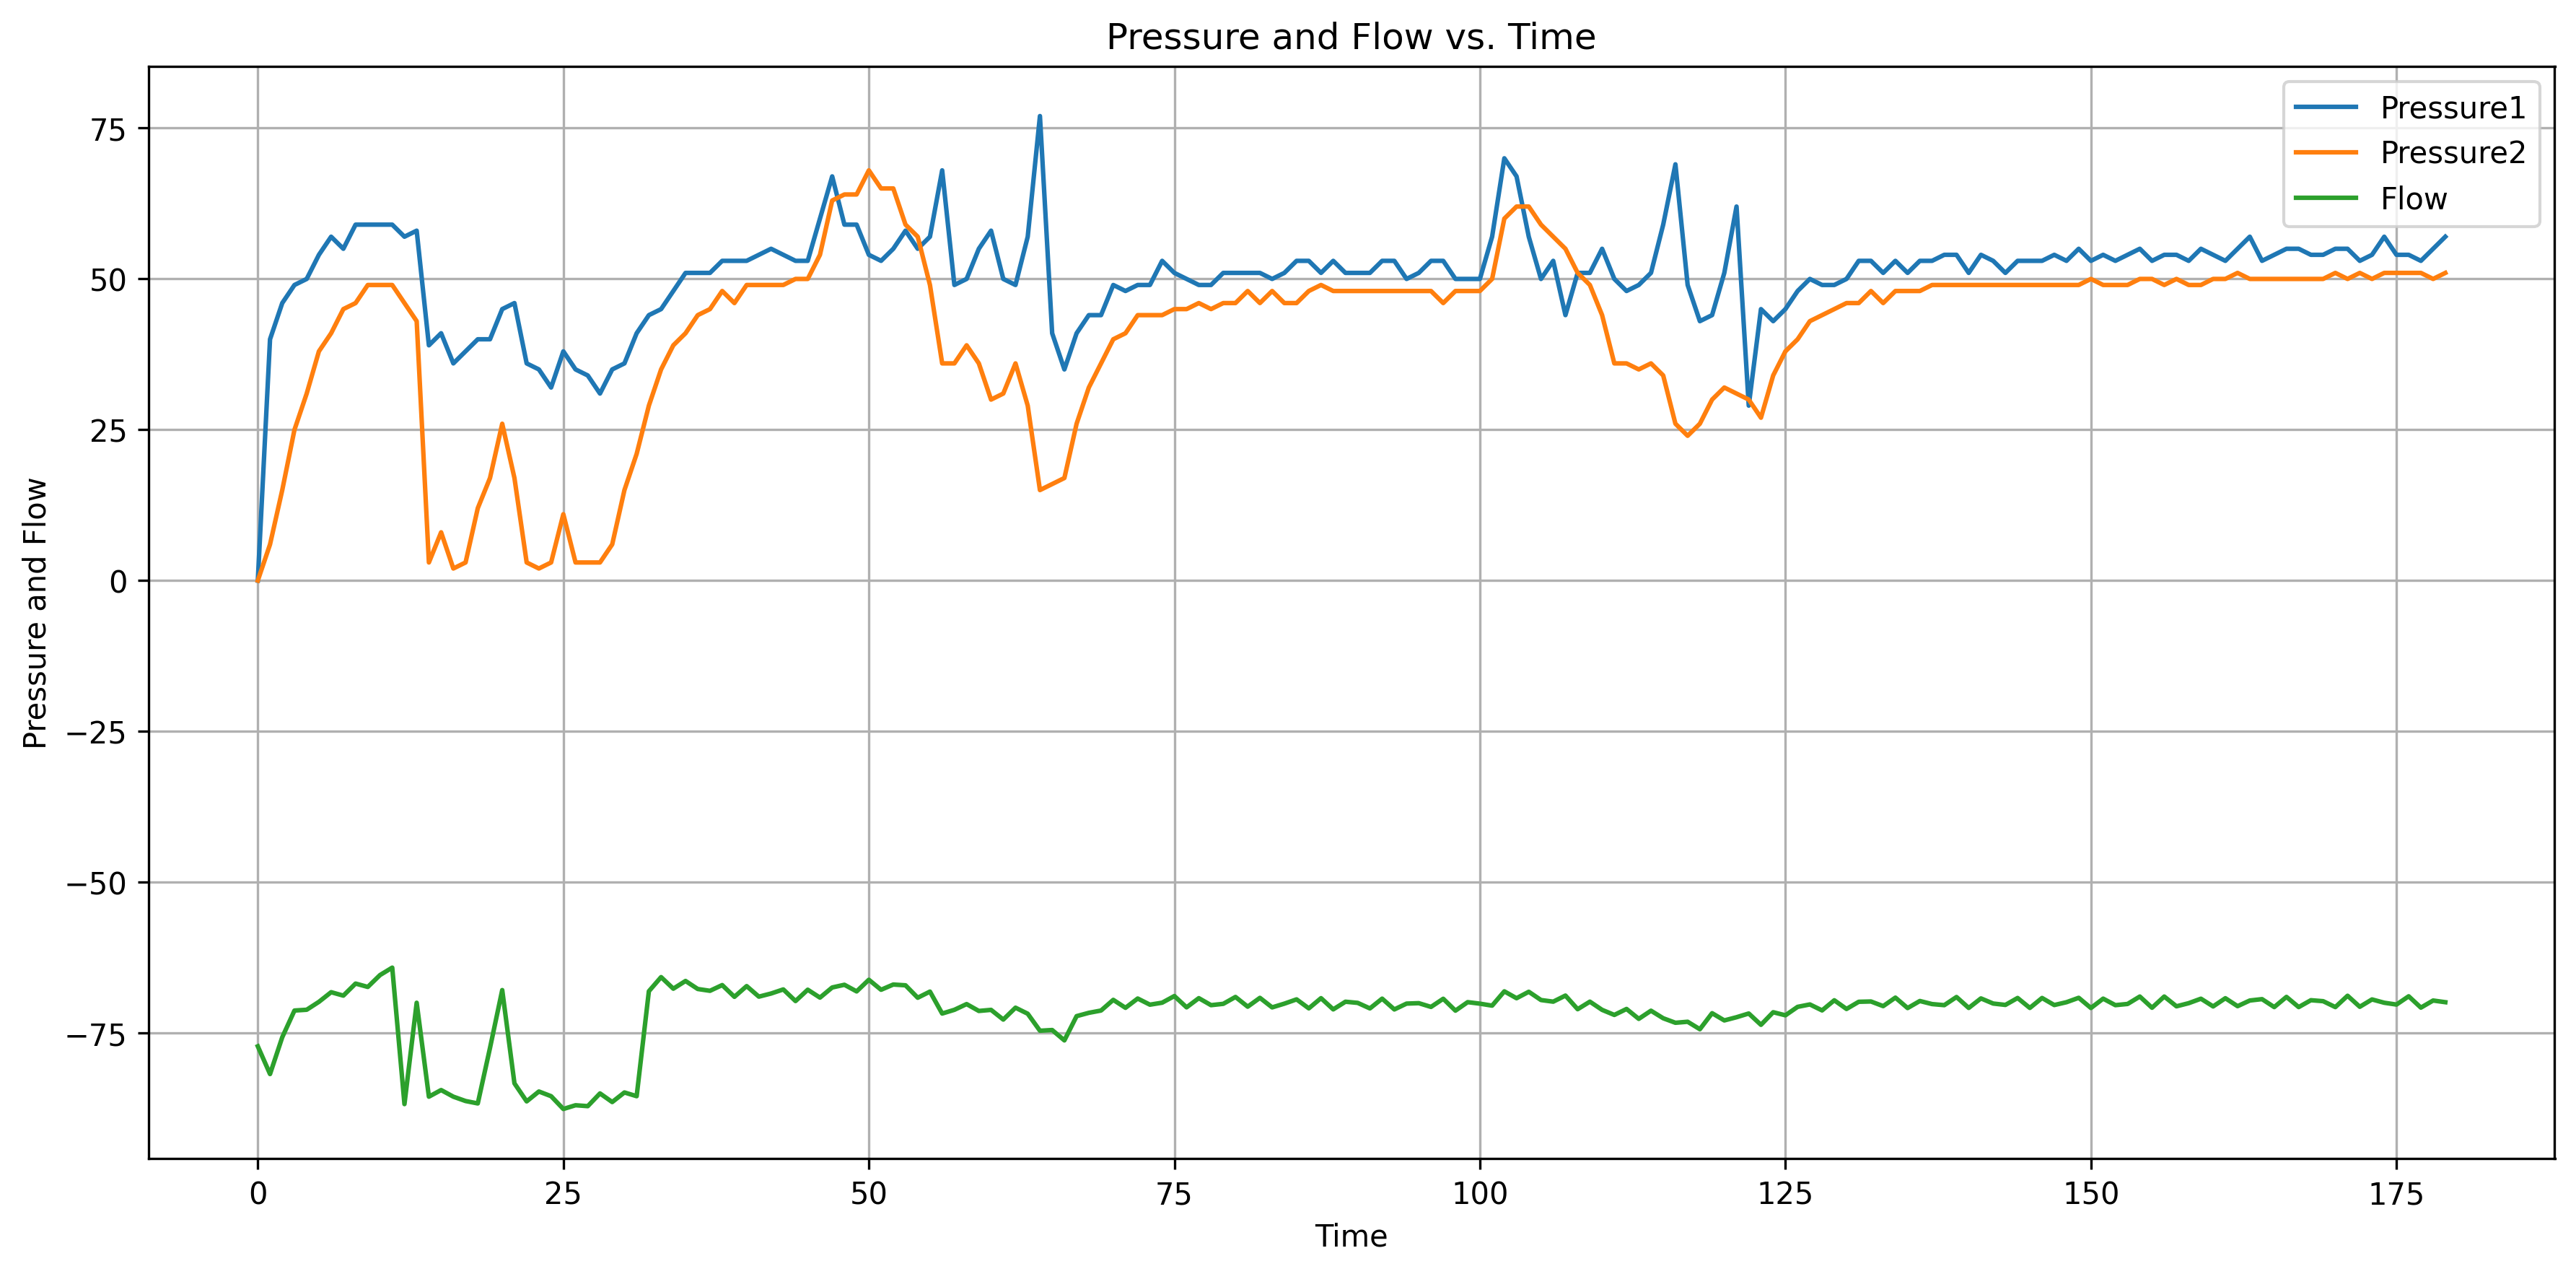 Pressure and Flow vs. Time
Pressure1
Pressure2
Flow
Pressure and Flow
75
50
25
0
−25
−50
−75
0 25 50 75 100 125 150 175
Time